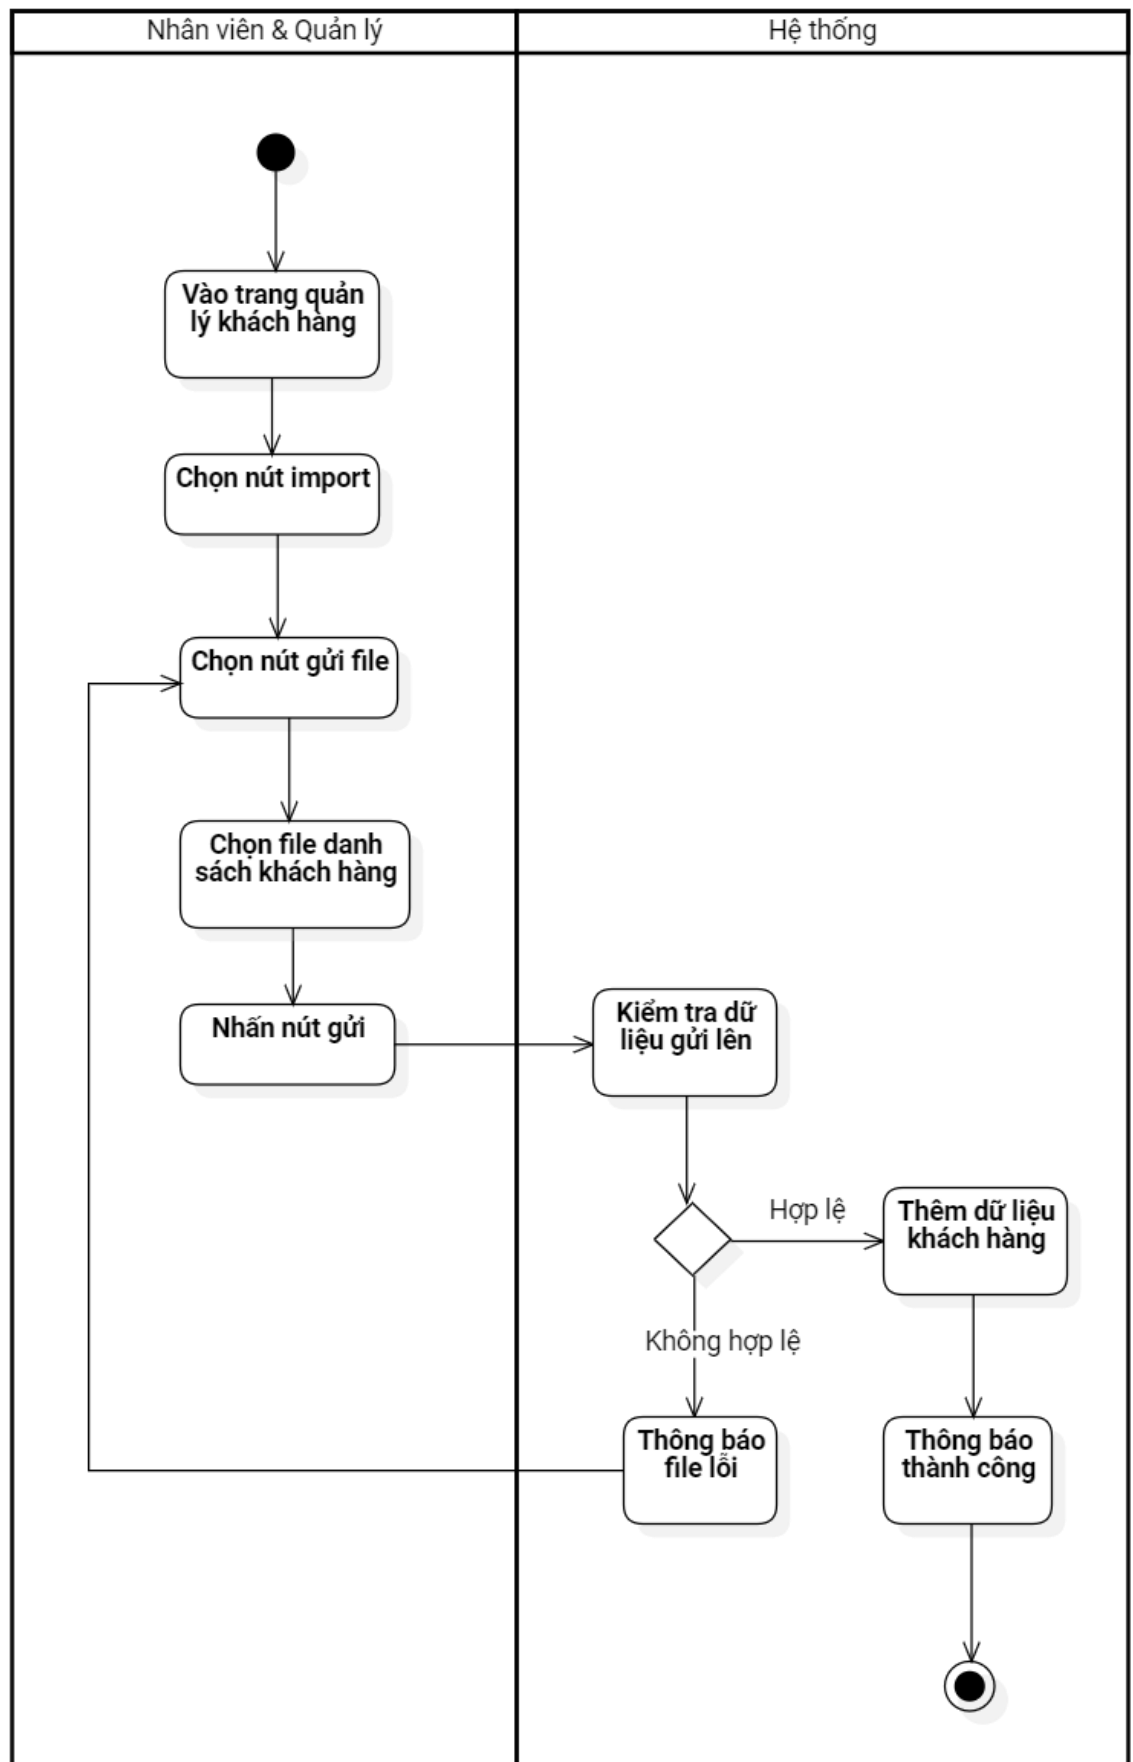 Nhân viên & Quản lý
Hệ thống
Vào trang quản
lý khách hàng
Chọn nút import
Chọn nút gửi file
Chọn file danh
sách khách hàng
Nhấn nút gửi
Kiểm tra dữ
liệu gửi lên
Hợp lệ
Thêm dữ liệu
khách hàng
Không hợp lệ
Thông báo
file lỗi
Thông báo
thành công